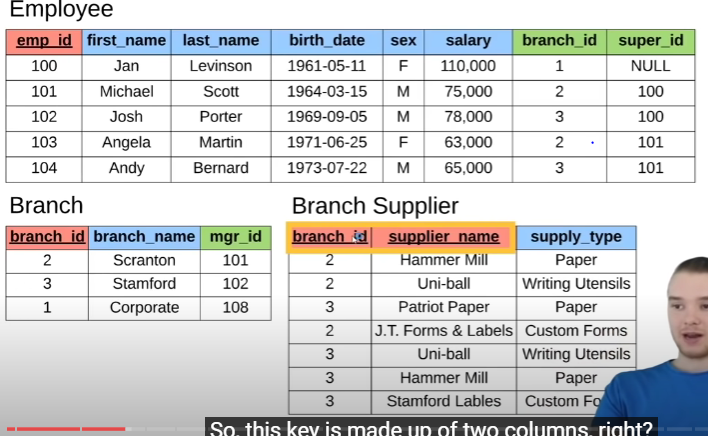 Employee
emp_id first_name last_name birth_date sex salary branch_id super_id
100 Jan Levinson 1961-05-11 F 110,000 1 NULL
101 Michael Scott 1964-03-15 M 75,000 2 100
102 Josh Porter 1969-09-05 M 78,000 3 100
103 Angela Martin 1971-06-25 F 63,000 2 101
104 Andy Bernard 1973-07-22 M 65,000 3 101
Branch
branch_id branch_name mgr_id
2 Scranton 101
3 Stamford 102
1 Corporate 108
Branch Supplier
branch_id supplier_name supply_type
2 Hammer Mill Paper
2 Uni-ball Writing Utensils
3 Patriot Paper Paper
2 J.T. Forms & Labels Custom Forms
3 Uni-ball Writing Utensils
3 Hammer Mill Paper
3 Stamford Lables Custom Fo
So, this key is made up of two columns, right?